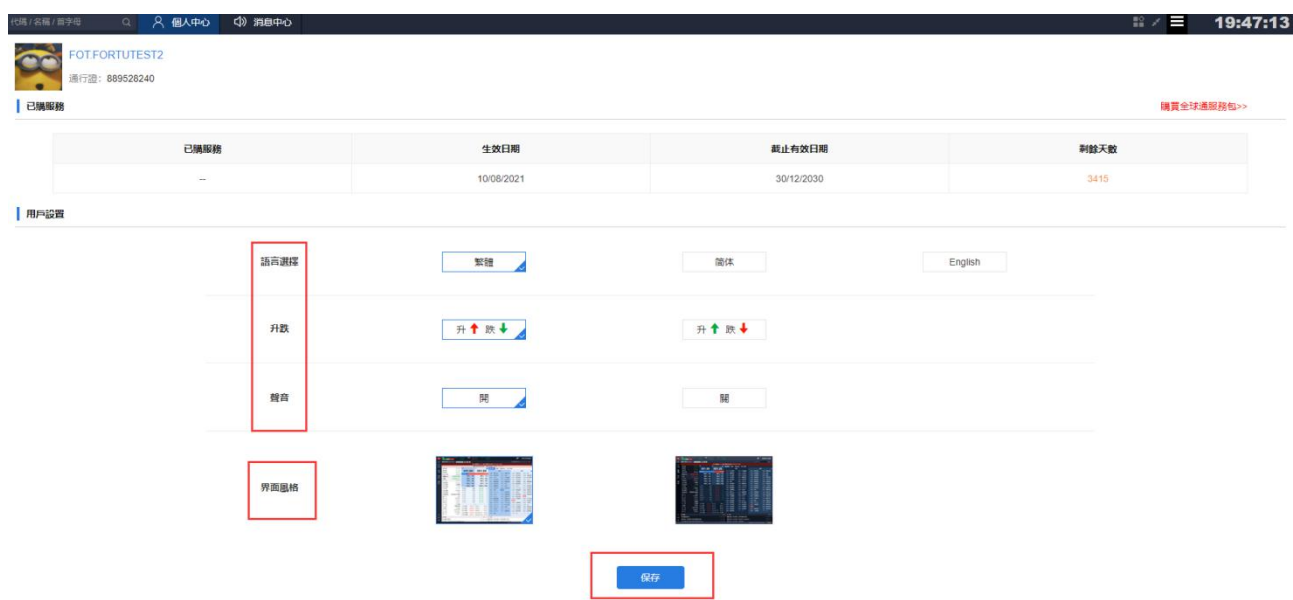 代碼 / 名稱 / 首字母 個人中心 消息中心 19:47:13
FOT.FORTUTEST2
通行證: 889528240
已購服務 購買全球通服務包>>
已購服務 生效日期 截止有效日期 剩餘天數
-- 10/08/2021 30/12/2030 3415
用戶設置
語言選擇 繁體 简体 English
升跌 升 跌 升 跌
聲音 開 關
界面風格
保存